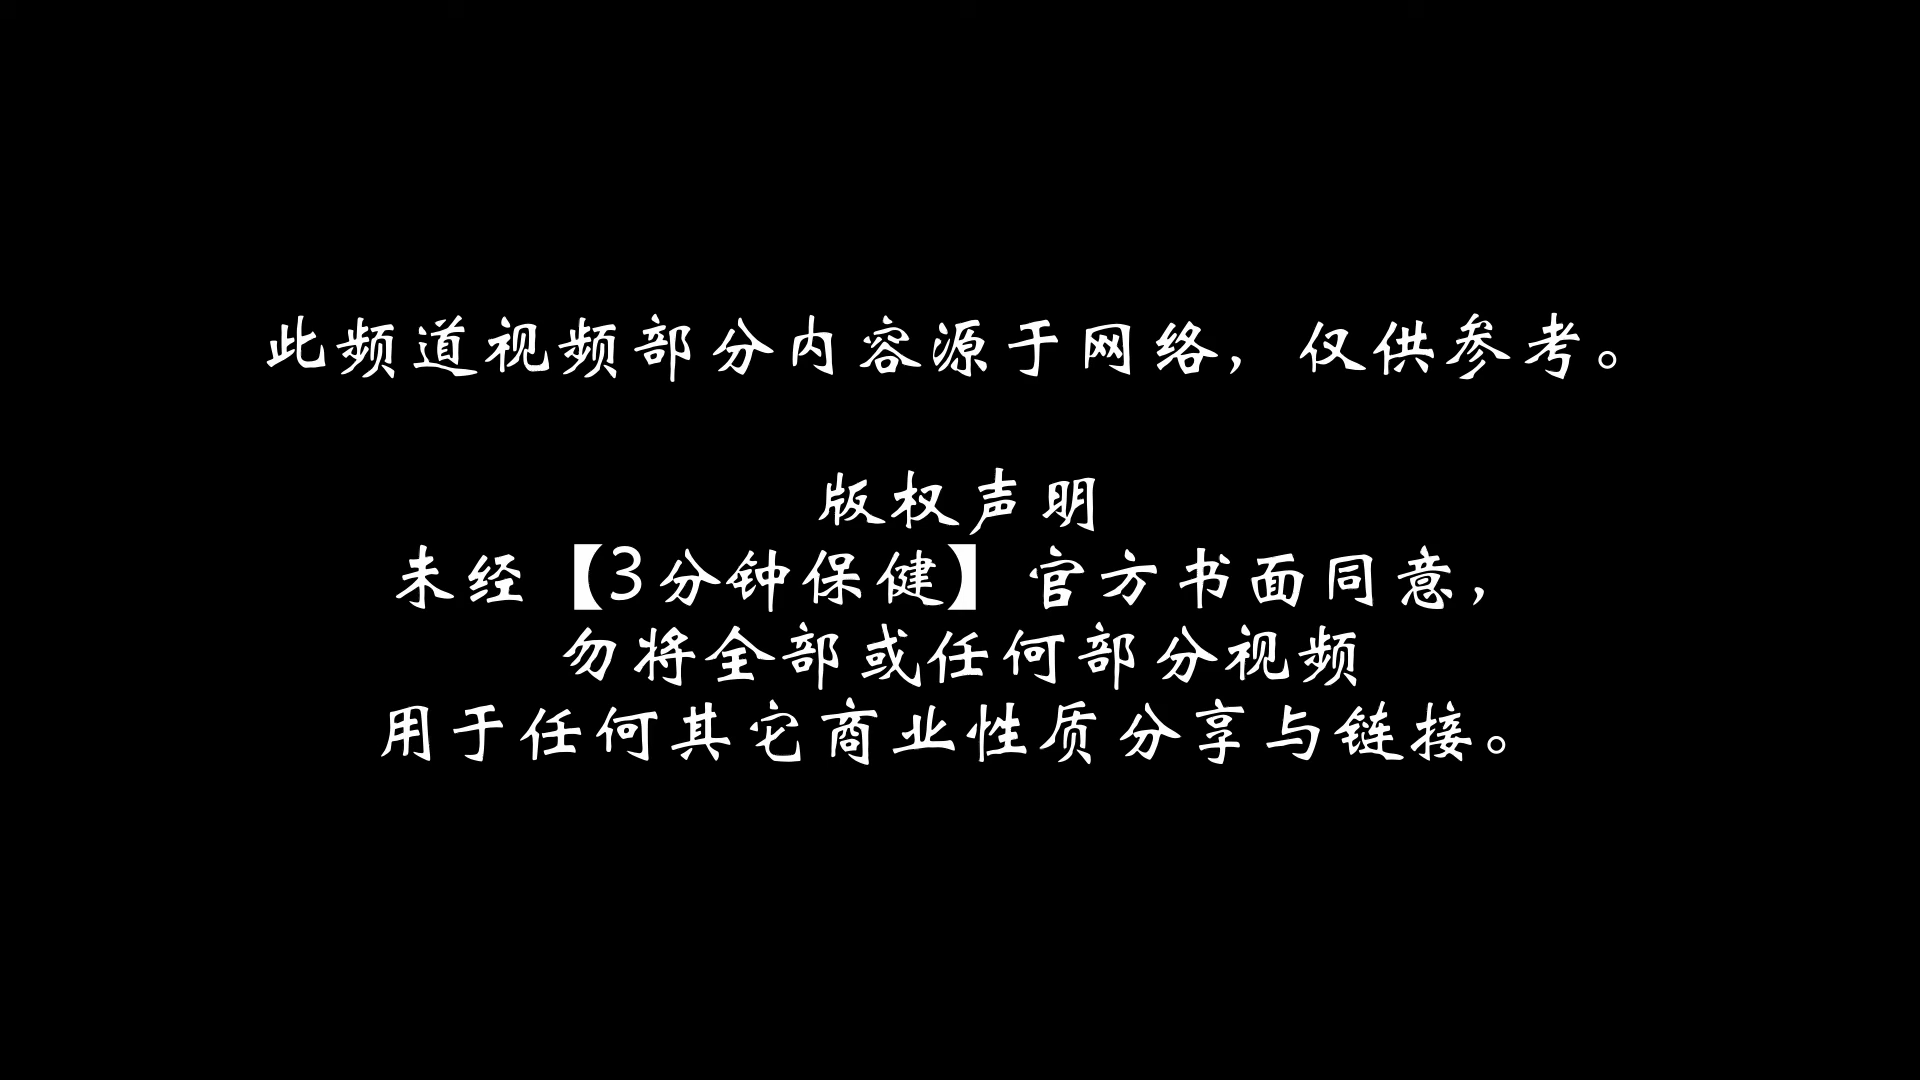 此频道视频部分内容源于网络，仅供参考。
版权声明
未经【3分钟保健】官方书面同意，
勿将全部或任何部分视频
用于任何其它商业性质分享与链接。